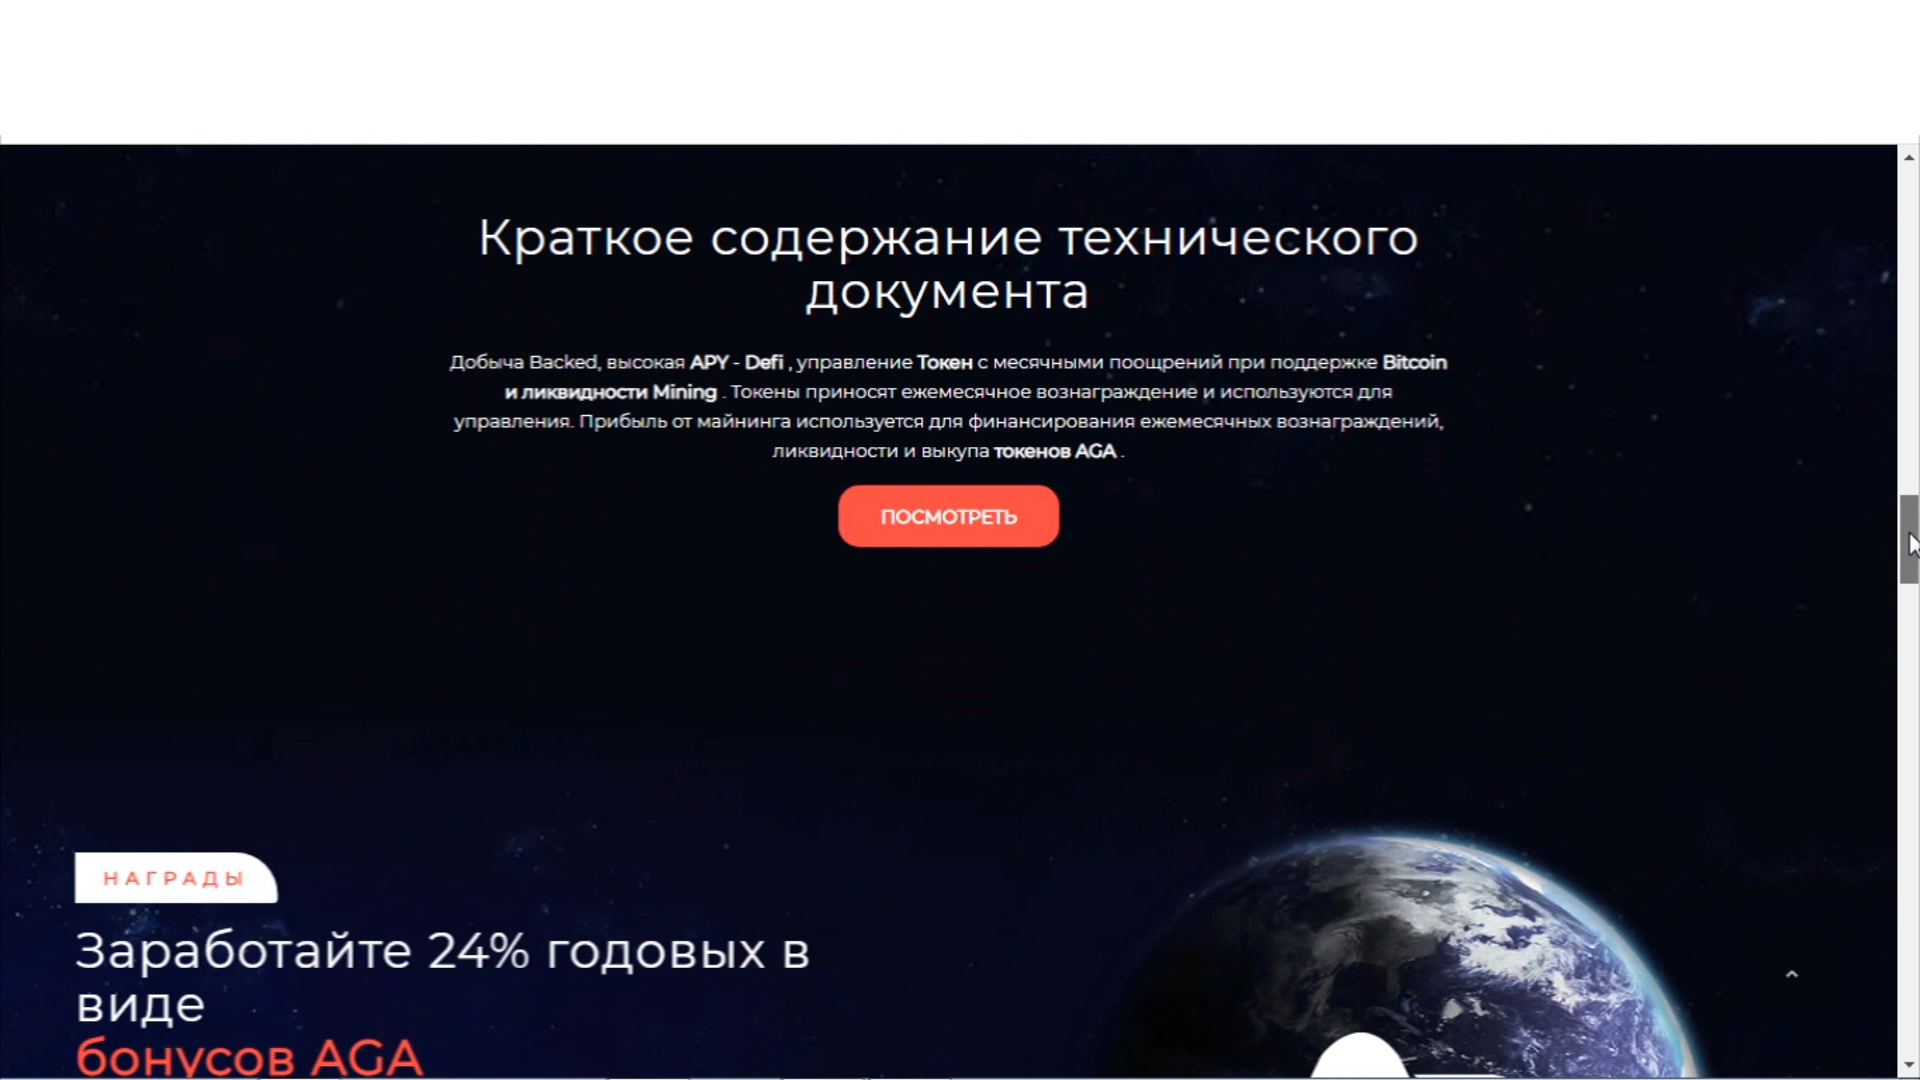 Краткое содержание технического
документа
Добыча Backed, высокая APY - Defi , управление Токен с месячными поощрений при поддержке Bitcoin
и ликвидности Mining . Токены приносят ежемесячное вознаграждение и используются для
управления. Прибыль от майнинга используется для финансирования ежемесячных вознаграждений,
ликвидности и выкупа токенов AGA .
ПОСМОТРЕТЬ
НАГРАДЫ
Заработайте 24% годовых в
виде
бонусов AGA